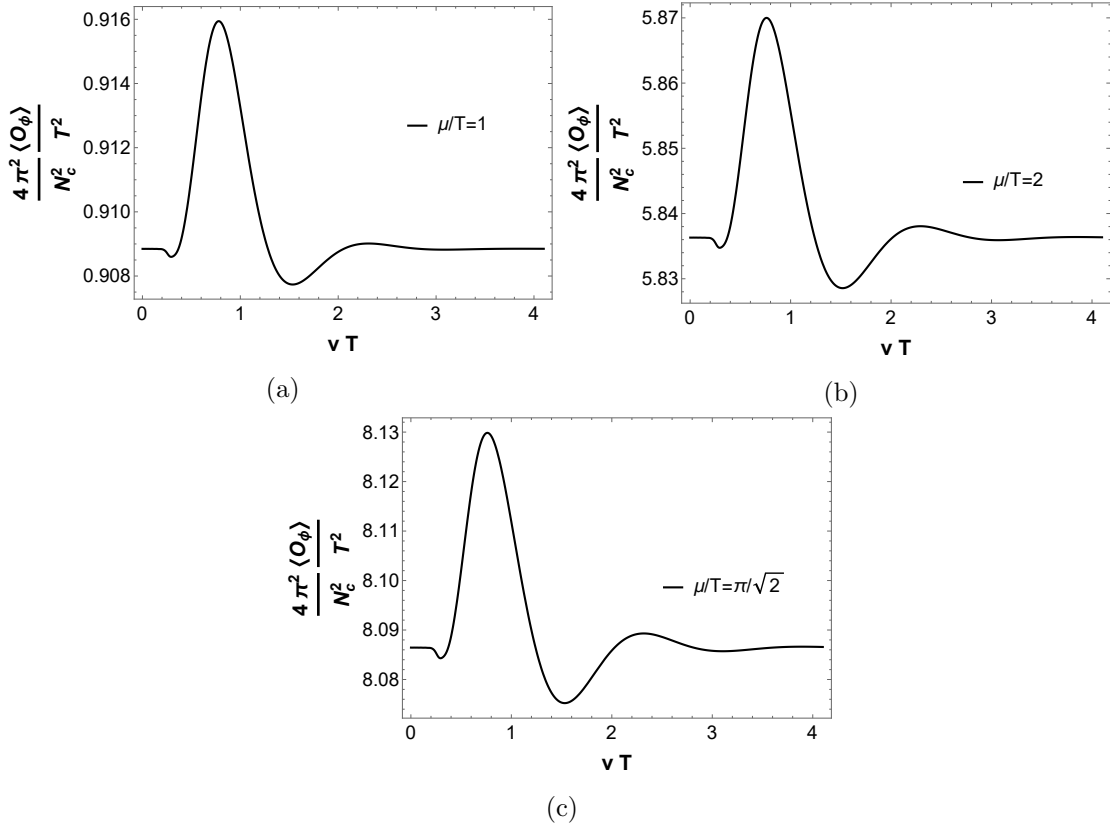 0.916
0.914
0.912
0.910
0.908
4 π² ⟨O_ϕ⟩
N_c² T²
μ/T=1
0 1 2 3 4
v T
(a)
5.87
5.86
5.85
5.84
5.83
4 π² ⟨O_ϕ⟩
N_c² T²
μ/T=2
0 1 2 3 4
v T
(b)
8.13
8.12
8.11
8.10
8.09
8.08
4 π² ⟨O_ϕ⟩
N_c² T²
μ/T=π/√2
0 1 2 3 4
v T
(c)